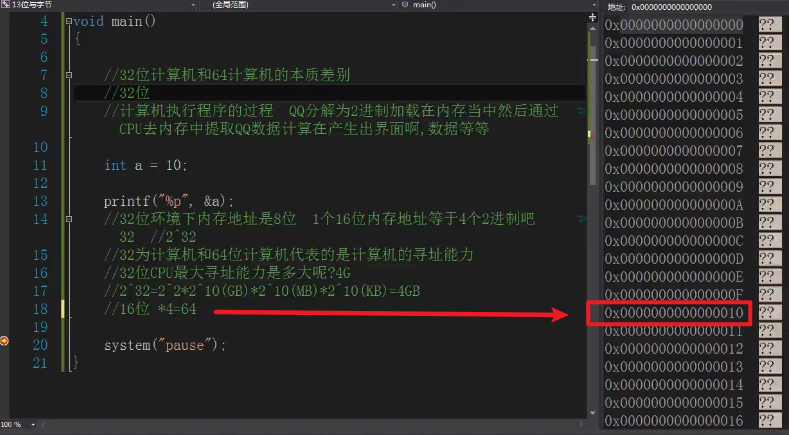 13位与字节
(全局范围)
main()
地址: 0x0000000000000000
4 void main()
5 {
6
7 //32位计算机和64计算机的本质差别
8 //32位
9 //计算机执行程序的过程 QQ分解为2进制加载在内存当中然后通过
CPU去内存中提取QQ数据计算在产生出界面啊,数据等等
10
11 int a = 10;
12
13 printf("%p", &a);
14 //32位环境下内存地址是8位 1个16位内存地址等于4个2进制吧
32 //2^32
15 //32为计算机和64位计算机代表的是计算机的寻址能力
16 //32位CPU最大寻址能力是多大呢?4G
17 //2^32=2^2*2^10(GB)*2^10(MB)*2^10(KB)=4GB
18 //16位 *4=64
19
20 system("pause");
21 }
100 %
0x0000000000000000 ??
0x0000000000000001 ??
0x0000000000000002 ??
0x0000000000000003 ??
0x0000000000000004 ??
0x0000000000000005 ??
0x0000000000000006 ??
0x0000000000000007 ??
0x0000000000000008 ??
0x0000000000000009 ??
0x000000000000000A ??
0x000000000000000B ??
0x000000000000000C ??
0x000000000000000D ??
0x000000000000000E ??
0x000000000000000F ??
0x0000000000000010 ??
0x0000000000000011 ??
0x0000000000000012 ??
0x0000000000000013 ??
0x0000000000000014 ??
0x0000000000000015 ??
0x0000000000000016 ??